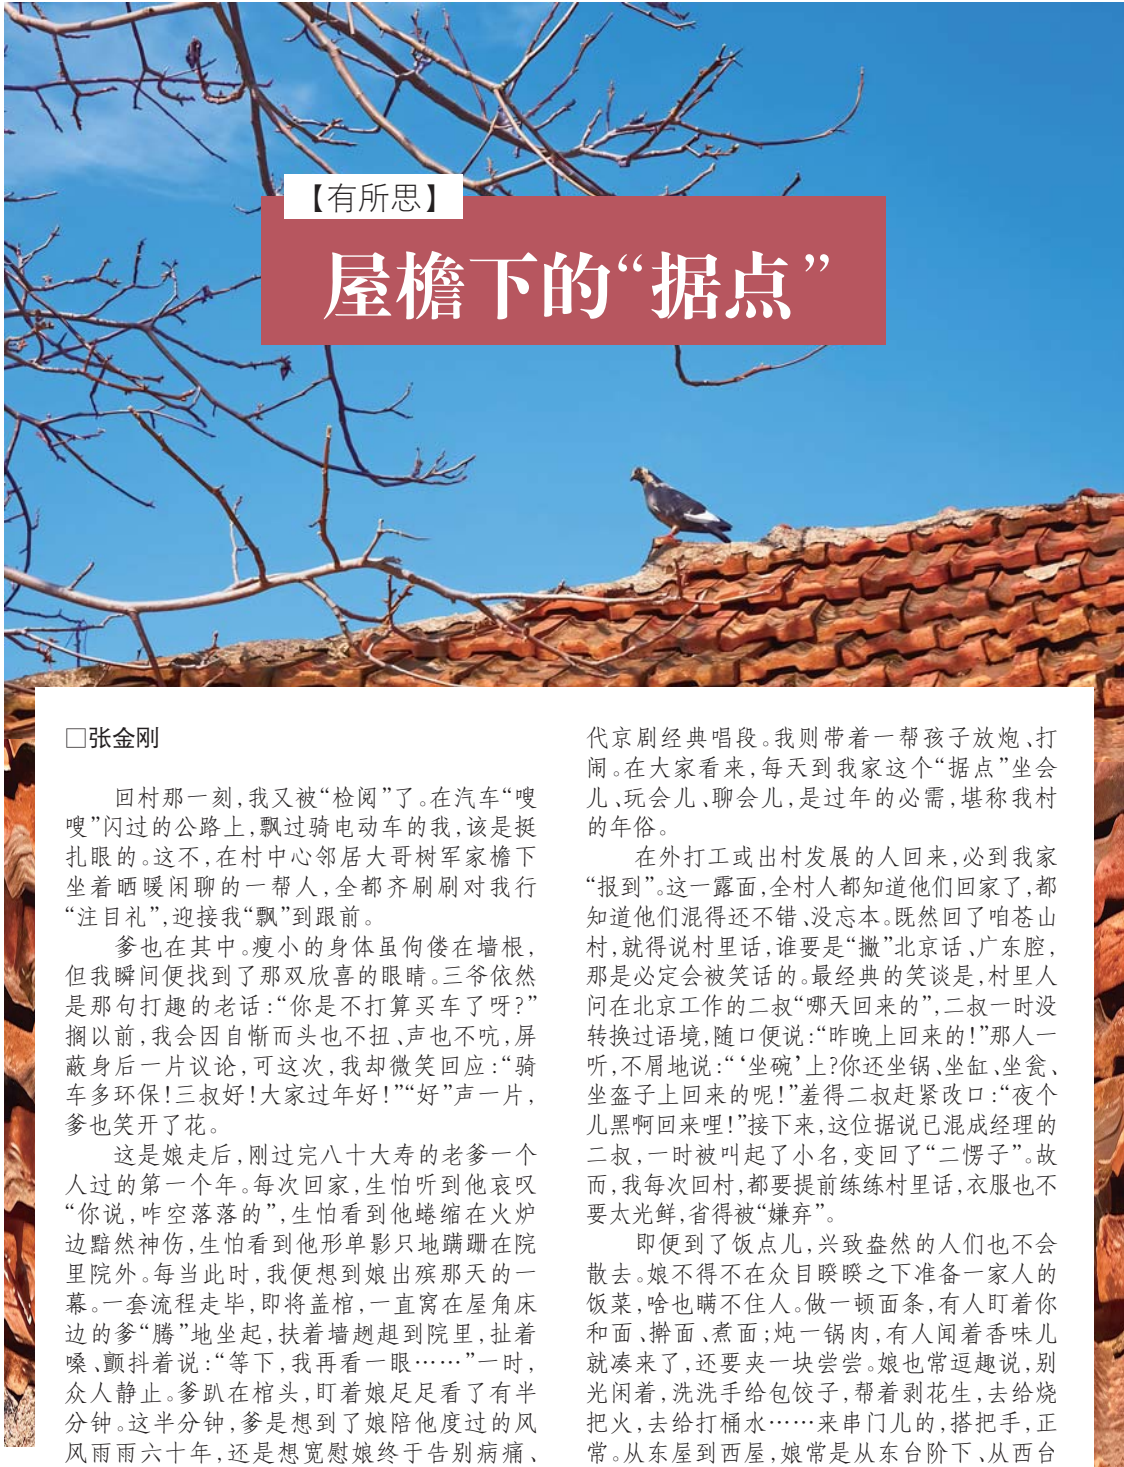 【有所思】
屋檐下的“据点”
□张金刚
回村那一刻,我又被“检阅”了。在汽车“嗖
嗖”闪过的公路上,飘过骑电动车的我,该是挺
扎眼的。这不,在村中心邻居大哥树军家檐下
坐着晒暖闲聊的一帮人,全都齐刷刷对我行
“注目礼”,迎接我“飘”到跟前。
爹也在其中。瘦小的身体虽佝偻在墙根,
但我瞬间便找到了那双欣喜的眼睛。三爷依然
是那句打趣的老话:“你是不打算买车了呀?”
搁以前,我会因自惭而头也不扭、声也不吭,屏
蔽身后一片议论,可这次,我却微笑回应:“骑
车多环保!三叔好!大家过年好!”“好”声一片,
爹也笑开了花。
这是娘走后,刚过完八十大寿的老爹一个
人过的第一个年。每次回家,生怕听到他哀叹
“你说,咋空落落的”,生怕看到他蜷缩在火炉
边黯然神伤,生怕看到他形单影只地蹒跚在院
里院外。每当此时,我便想到娘出殡那天的一
幕。一套流程走毕,即将盖棺,一直窝在屋角床
边的爹“腾”地坐起,扶着墙趔趄到院里,扯着
嗓、颤抖着说:“等下,我再看一眼……”一时,
众人静止。爹趴在棺头,盯着娘足足看了有半
分钟。这半分钟,爹是想到了娘陪他度过的风
风雨雨六十年,还是想宽慰娘终于告别病痛、
代京剧经典唱段。我则带着一帮孩子放炮、打
闹。在大家看来,每天到我家这个“据点”坐会
儿、玩会儿、聊会儿,是过年的必需,堪称我村
的年俗。
在外打工或出村发展的人回来,必到我家
“报到”。这一露面,全村人都知道他们回家了,都
知道他们混得还不错、没忘本。既然回了咱苍山
村,就得说村里话,谁要是“撇”北京话、广东腔,
那是必定会被笑话的。最经典的笑谈是,村里人
问在北京工作的二叔“哪天回来的”,二叔一时没
转换过语境,随口便说:“昨晚上回来的!”那人一
听,不屑地说:“‘坐碗’上?你还坐锅、坐缸、坐瓮、
坐盔子上回来的呢!”羞得二叔赶紧改口:“夜个
儿黑啊回来哩!”接下来,这位据说已混成经理的
二叔,一时被叫起了小名,变回了“二愣子”。故
而,我每次回村,都要提前练练村里话,衣服也不
要太光鲜,省得被“嫌弃”。
即便到了饭点儿,兴致盎然的人们也不会
散去。娘不得不在众目睽睽之下准备一家人的
饭菜,啥也瞒不住人。做一顿面条,有人盯着你
和面、擀面、煮面;炖一锅肉,有人闻着香味儿
就凑来了,还要夹一块尝尝。娘也常逗趣说,别
光闲着,洗洗手给包饺子,帮着剥花生,去给烧
把火,去给打桶水……来串门儿的,搭把手,正
常。从东屋到西屋,娘常是从东台阶下、从西台